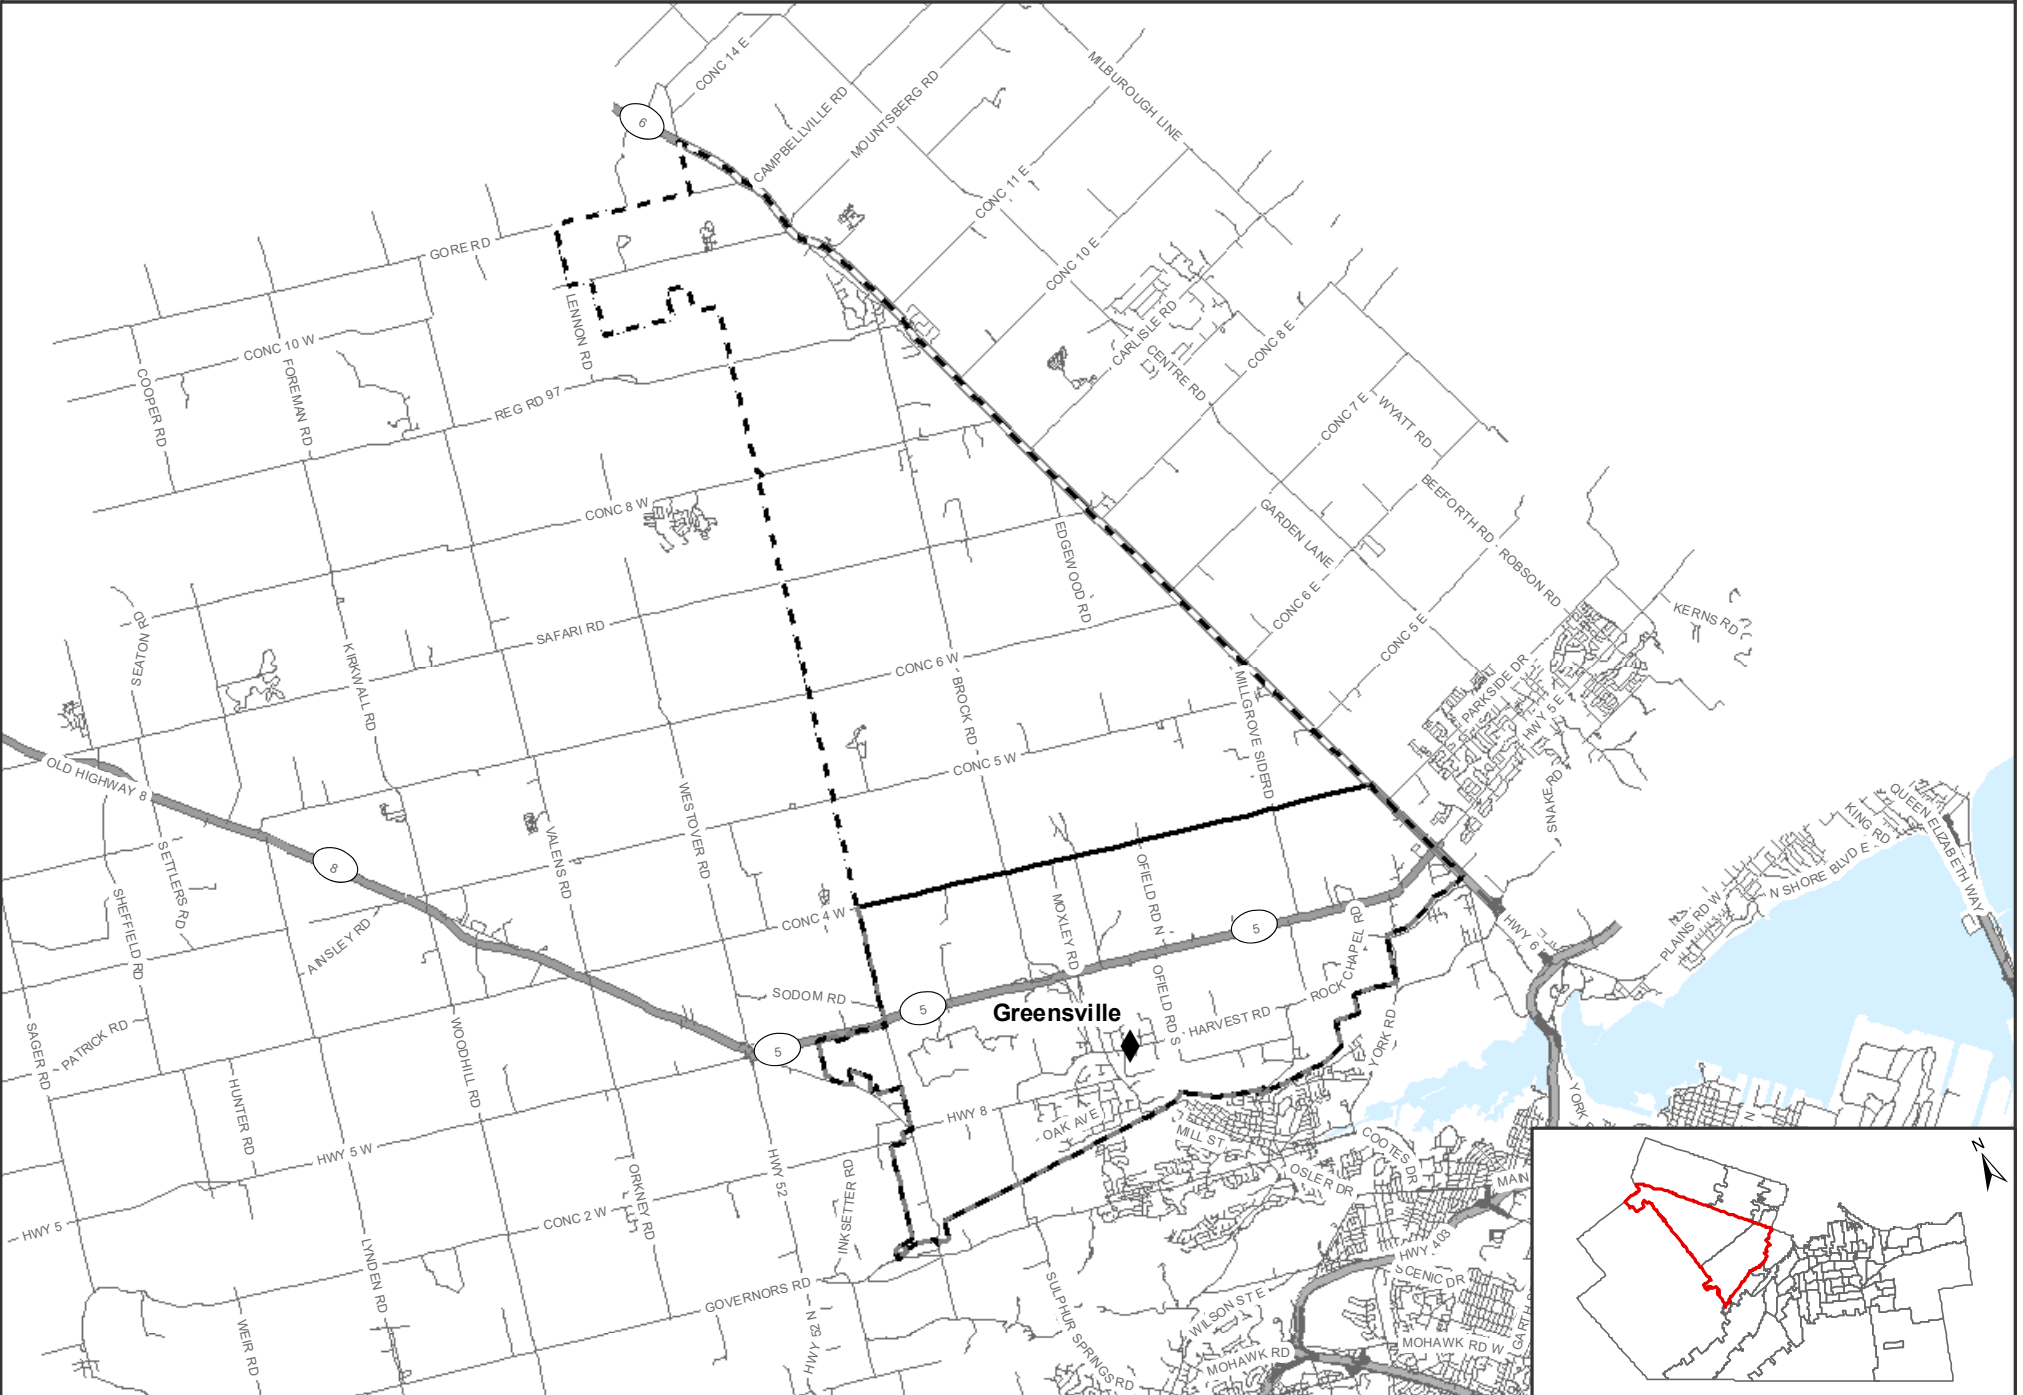 CONC 14 E
MILBOROUGH LINE
6
CAMPBELLVILLE RD
MOUNTSBERG RD
CONC 11 E
GORE RD
CONC 10 E
LENNON RD
CARLISLE RD
CONC 8 E
CONC 10 W
FOREMAN RD
CENTRE RD
COOPER RD
REG RD 97
CONC 7 E
WYATT RD
CONC 8 W
BEEFORTH RD
ROBSON RD
GARDEN LANE
EDGEWOOD RD
CONC 6 E
KERNS RD
SEATON RD
SAFARI RD
CONC 5 E
KIRKWALL RD
CONC 6 W
BROCK RD
MILLGROVE SIDERD
PARKSIDE DR
HWY 5 E
OLD HIGHWAY 8
CONC 5 W
WESTOVER RD
SNAKE RD
KING RD
QUEEN ELIZABETH WAY
8
VALENS RD
SETTLERS RD
OFIELD RD N
N SHORE BLVD E
SHEFFIELD RD
AINSLEY RD
CONC 4 W
MOXLEY RD
5
ROCK CHAPEL RD
HWY 6
PLAINS RD W
SODOM RD
5
OFIELD RD S
Greensville
HARVEST RD
SAGER RD
PATRICK RD
WOODHILL RD
5
YORK RD
HUNTER RD
HWY 8
OAK AVE
MILL ST
COOTES DR
YORK
HWY 5 W
HWY 52
INKSETTER RD
OSLER DR
MAIN
N
HWY 5
CONC 2 W
ORKNEY RD
LYNDEN RD
HWY 403
SCENIC DR
GOVERNORS RD
SULPHUR SPRINGS RD
WILSON ST E
WEIR RD
HWY 52 N
MOHAWK RD
MOHAWK RD W
GARTH
N